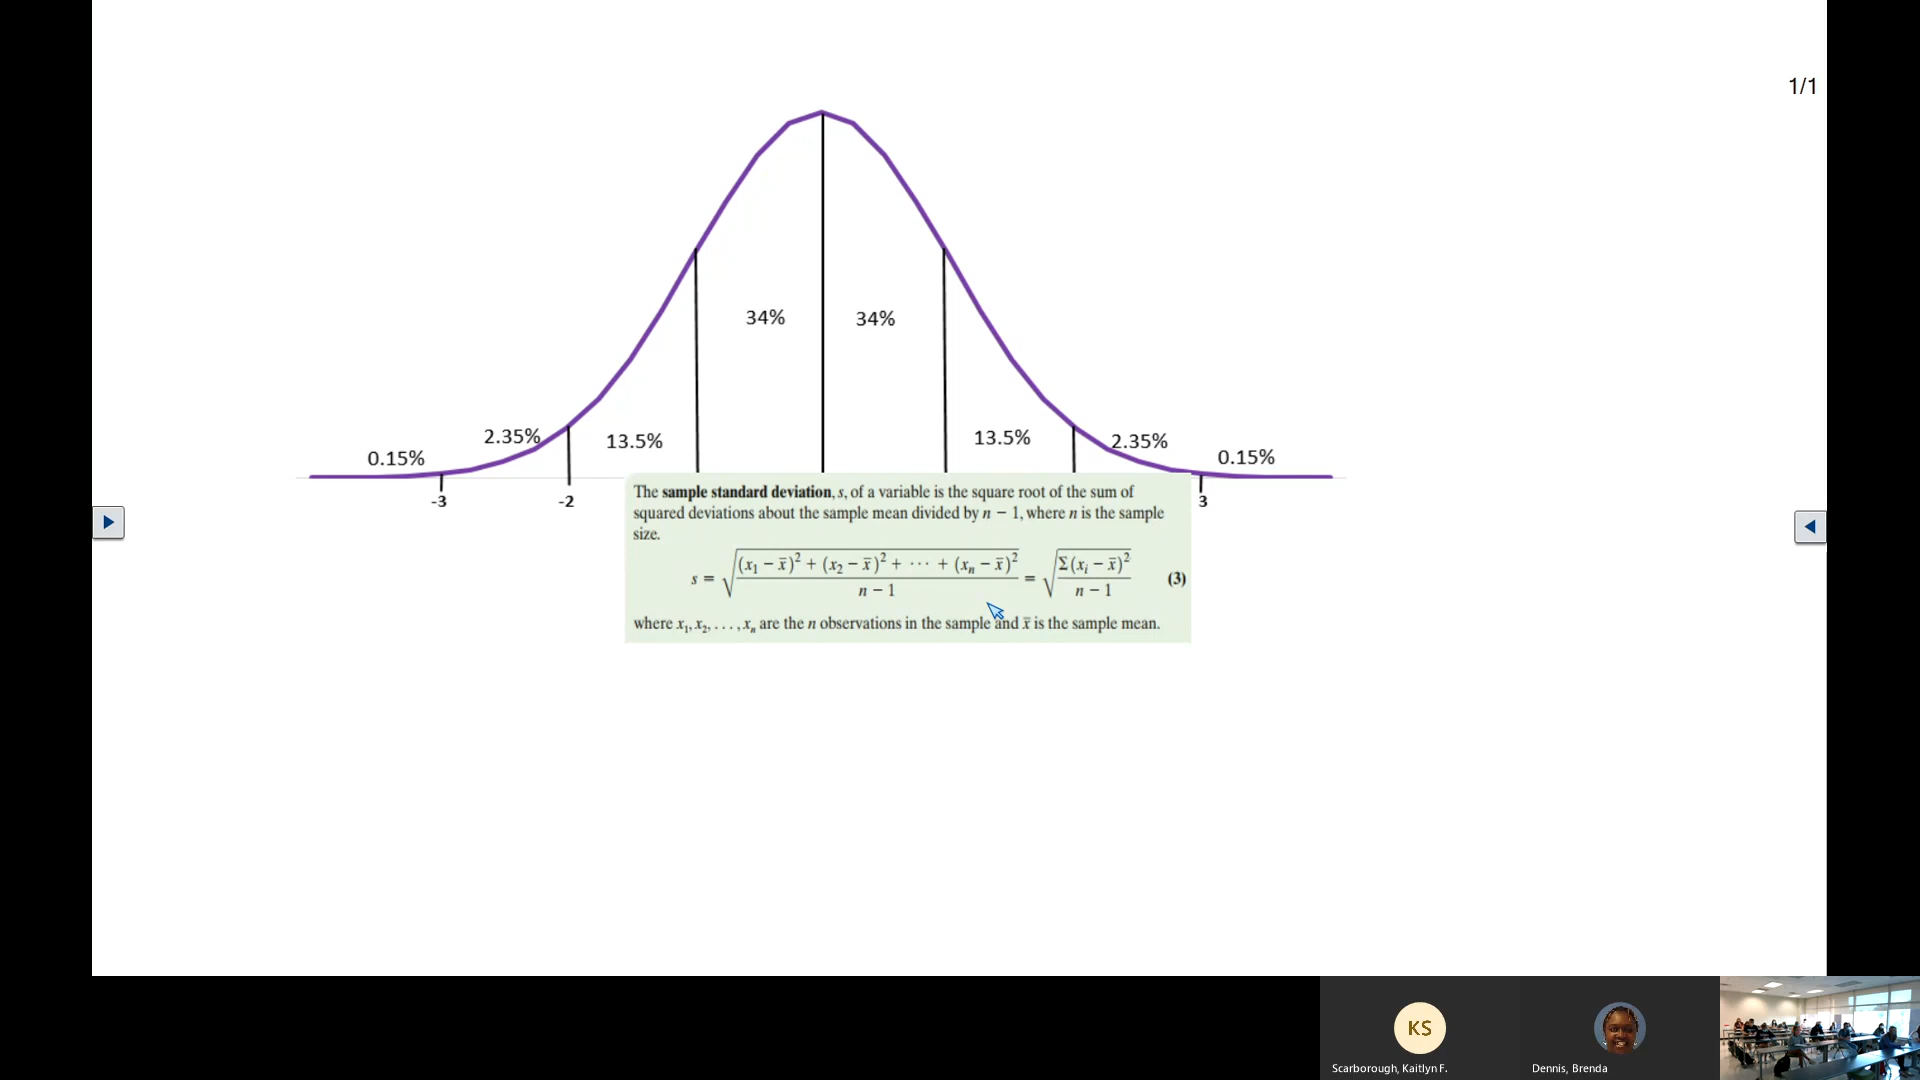 1/1
34%
34%
2.35%
13.5%
13.5%
2.35%
0.15%
0.15%
-3
-2
3
The sample standard deviation, s, of a variable is the square root of the sum of
squared deviations about the sample mean divided by n − 1, where n is the sample
size.
s = √((x₁ − x̄)² + (x₂ − x̄)² + ⋯ + (xₙ − x̄)² / n − 1) = √(Σ(xᵢ − x̄)² / n − 1) (3)
where x₁, x₂, . . . , xₙ are the n observations in the sample and x̄ is the sample mean.
KS
Scarborough, Kaitlyn F.
Dennis, Brenda